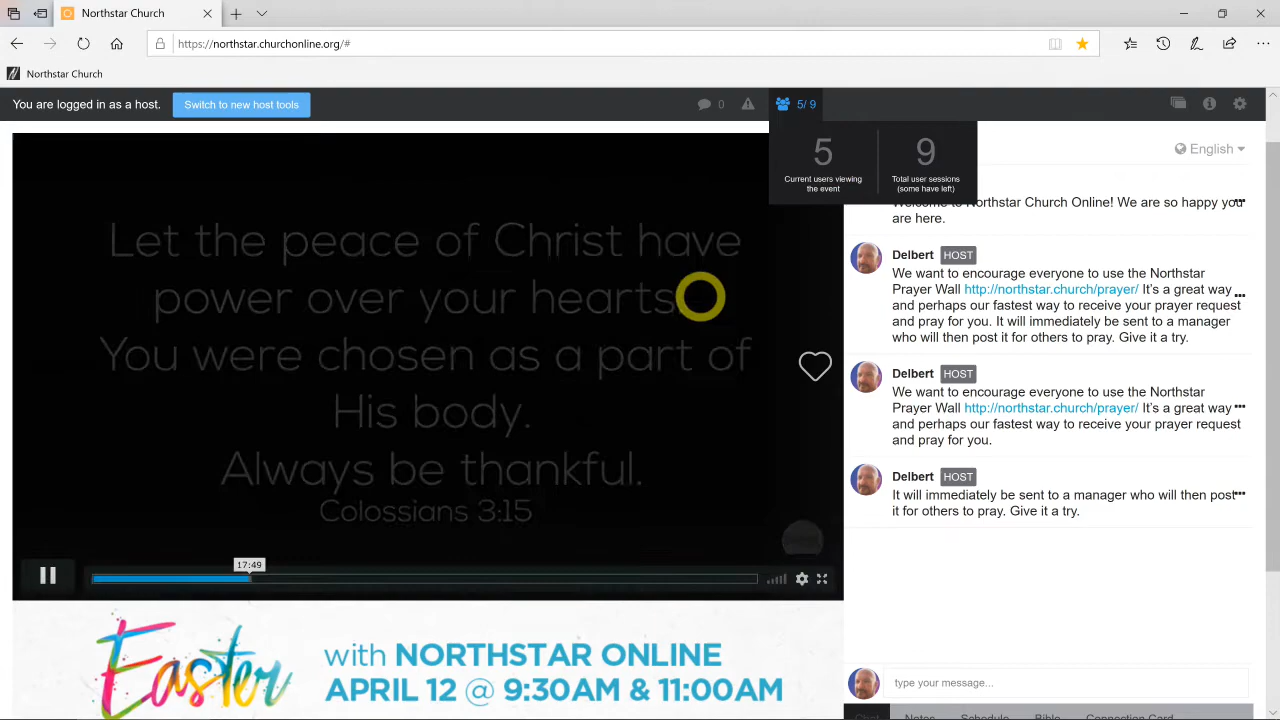 Northstar Church
https://northstar.churchonline.org/#
Northstar Church
You are logged in as a host.
Switch to new host tools
0
5/ 9
5
9
Current users viewing
the event
Total user sessions
(some have left)
English
Let the peace of Christ have
power over your hearts.
You were chosen as a part of
His body.
Always be thankful.
Colossians 3:15
17:49
with NORTHSTAR ONLINE
Easter
APRIL 12 @ 9:30AM & 11:00AM
Welcome to Northstar Church Online! We are so happy you
are here.
Delbert HOST
We want to encourage everyone to use the Northstar
Prayer Wall http://northstar.church/prayer/ It's a great way
and perhaps our fastest way to receive your prayer request
and pray for you. It will immediately be sent to a manager
who will then post it for others to pray. Give it a try.
Delbert HOST
We want to encourage everyone to use the Northstar
Prayer Wall http://northstar.church/prayer/ It's a great way
and perhaps our fastest way to receive your prayer request
and pray for you.
Delbert HOST
It will immediately be sent to a manager who will then post
it for others to pray. Give it a try.
type your message...
Chat Notes Schedule Bible Connection Card